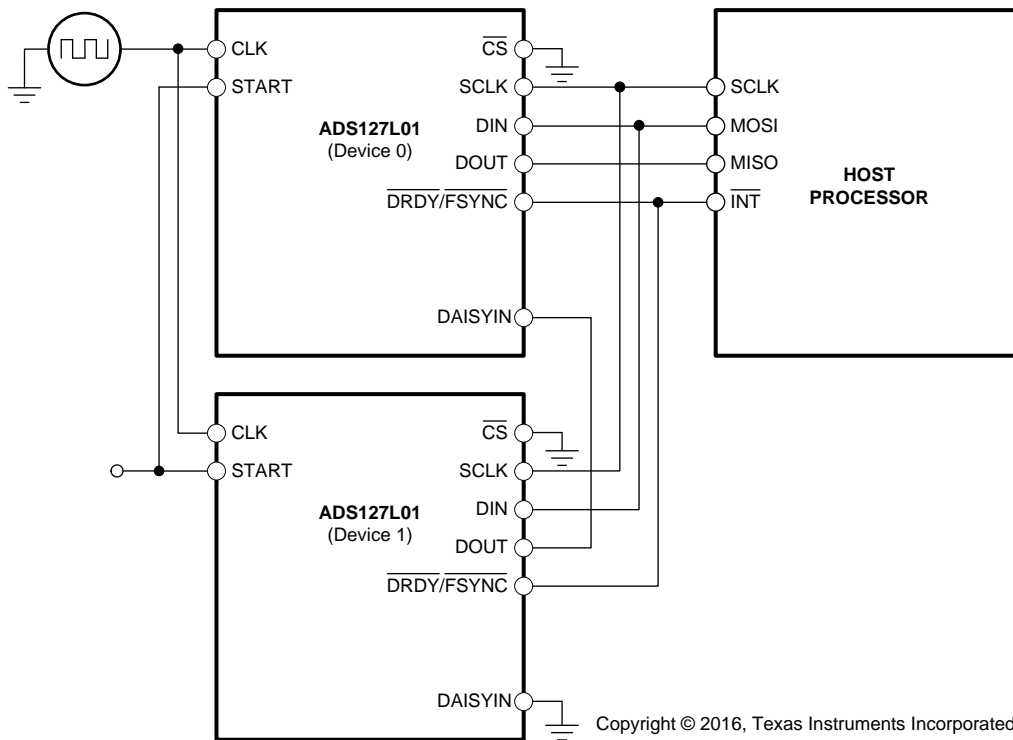 CLK
START
ADS127L01
(Device 0)
CS
SCLK
DIN
DOUT
DRDY/FSYNC
DAISYIN
SCLK
MOSI
MISO
INT
HOST
PROCESSOR
CLK
START
ADS127L01
(Device 1)
CS
SCLK
DIN
DOUT
DRDY/FSYNC
DAISYIN
Copyright © 2016, Texas Instruments Incorporated